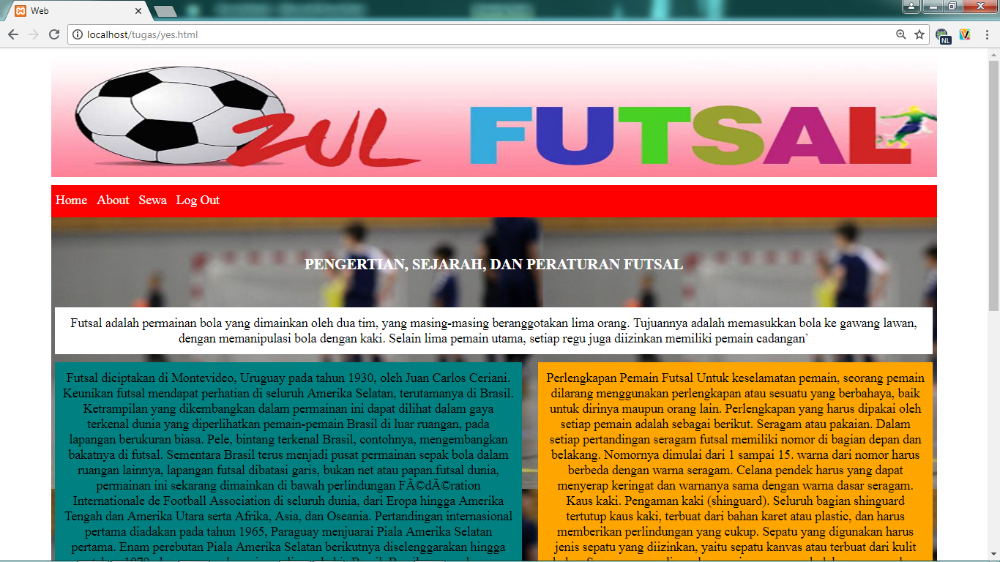 Web
localhost/tugas/yes.html
NL
ZUL FUTSAL
Home About Sewa Log Out
PENGERTIAN, SEJARAH, DAN PERATURAN FUTSAL
Futsal adalah permainan bola yang dimainkan oleh dua tim, yang masing-masing beranggotakan lima orang. Tujuannya adalah memasukkan bola ke gawang lawan,
dengan memanipulasi bola dengan kaki. Selain lima pemain utama, setiap regu juga diizinkan memiliki pemain cadangan`
Futsal diciptakan di Montevideo, Uruguay pada tahun 1930, oleh Juan Carlos Ceriani.
Keunikan futsal mendapat perhatian di seluruh Amerika Selatan, terutamanya di Brasil.
Ketrampilan yang dikembangkan dalam permainan ini dapat dilihat dalam gaya
terkenal dunia yang diperlihatkan pemain-pemain Brasil di luar ruangan, pada
lapangan berukuran biasa. Pele, bintang terkenal Brasil, contohnya, mengembangkan
bakatnya di futsal. Sementara Brasil terus menjadi pusat permainan sepak bola dalam
ruangan lainnya, lapangan futsal dibatasi garis, bukan net atau papan.futsal dunia,
permainan ini sekarang dimainkan di bawah perlindungan FÃ©dÃ©ration
Internationale de Football Association di seluruh dunia, dari Eropa hingga Amerika
Tengah dan Amerika Utara serta Afrika, Asia, dan Oseania. Pertandingan internasional
pertama diadakan pada tahun 1965, Paraguay menjuarai Piala Amerika Selatan
pertama. Enam perebutan Piala Amerika Selatan berikutnya diselenggarakan hingga
Perlengkapan Pemain Futsal Untuk keselamatan pemain, seorang pemain
dilarang menggunakan perlengkapan atau sesuatu yang berbahaya, baik
untuk dirinya maupun orang lain. Perlengkapan yang harus dipakai oleh
setiap pemain adalah sebagai berikut. Seragam atau pakaian. Dalam
setiap pertandingan seragam futsal memiliki nomor di bagian depan dan
belakang. Nomornya dimulai dari 1 sampai 15. warna dari nomor harus
berbeda dengan warna seragam. Celana pendek harus yang dapat
menyerap keringat dan warnanya sama dengan warna dasar seragam.
Kaus kaki. Pengaman kaki (shinguard). Seluruh bagian shinguard
tertutup kaus kaki, terbuat dari bahan karet atau plastic, dan harus
memberikan perlindungan yang cukup. Sepatu yang digunakan harus
jenis sepatu yang diizinkan, yaitu sepatu kanvas atau terbuat dari kulit